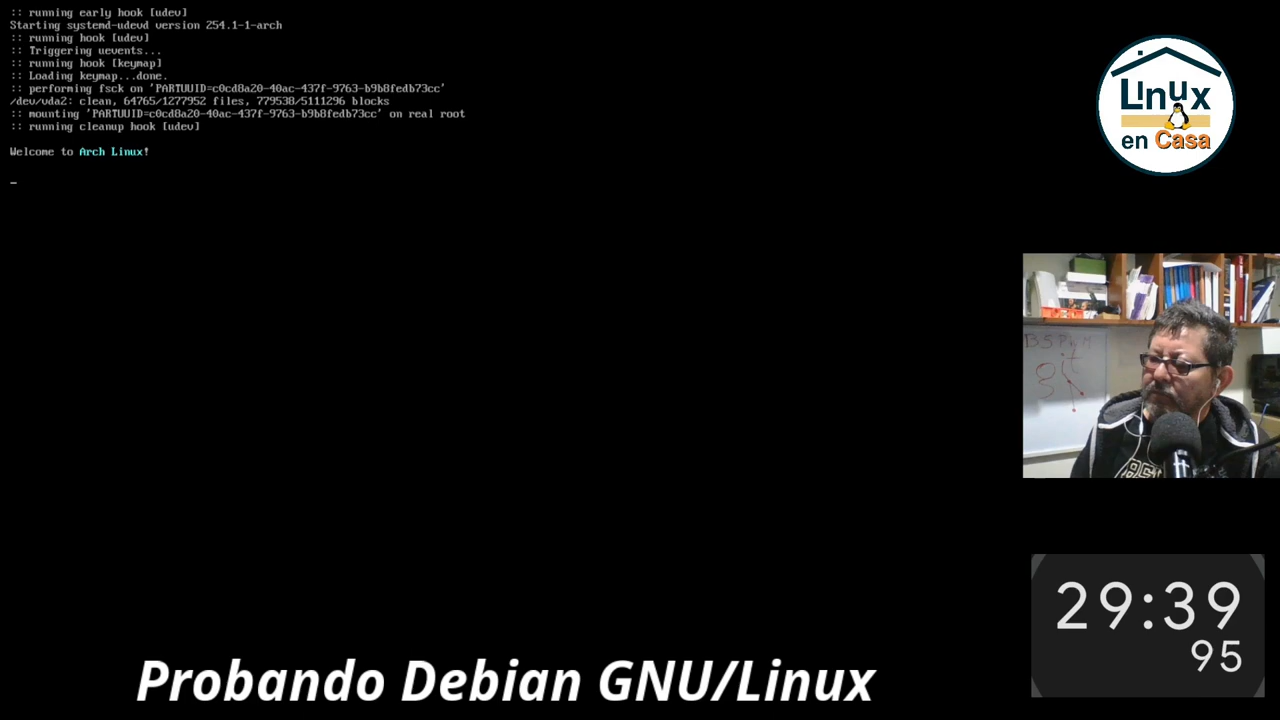 :: running early hook [udev]
Starting systemd-udevd version 254.1-1-arch
:: running hook [udev]
:: Triggering uevents...
:: running hook [keymap]
:: Loading keymap...done.
:: performing fsck on 'PARTUUID=c0cd8a20-40ac-437f-9763-b9b8fedb73cc'
/dev/vda2: clean, 64765/1277952 files, 779538/5111296 blocks
:: mounting 'PARTUUID=c0cd8a20-40ac-437f-9763-b9b8fedb73cc' on real root
:: running cleanup hook [udev]
Welcome to Arch Linux!
Linux
en Casa
git
29:39
95
Probando Debian GNU/Linux